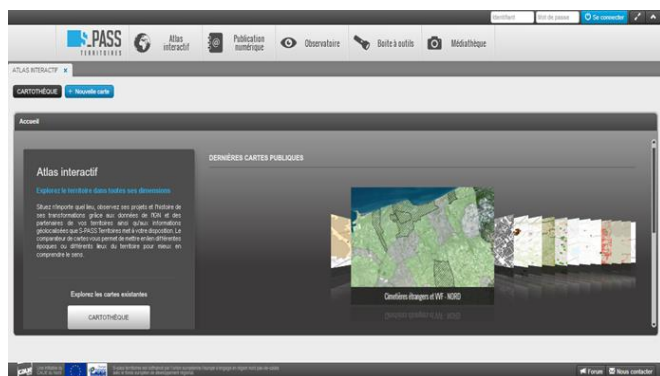 Identifiant Mot de passe Se connecter
S_PASS
TERRITOIRES
Atlas
interactif
Publication
numérique
Observatoire
Boite à outils
Médiathèque
ATLAS INTERACTIF x
CARTOTHÈQUE + Nouvelle carte
Accueil
DERNIÈRES CARTES PUBLIQUES
Atlas interactif
Explorez le territoire dans toutes ses dimensions
Situez n'importe quel lieu, observez ses projets et l'histoire de
ses transformations grâce aux données de l'IGN et des
partenaires de vos territoires ainsi qu'aux informations
géolocalisées que S-PASS Territoires met à votre disposition. Le
comparateur de cartes vous permet de mettre en lien différentes
époques ou différents lieux du territoire pour mieux en
comprendre le sens.
Explorez les cartes existantes
CARTOTHÈQUE
Cimetières étrangers et VVF - NORD
Forum Nous contacter